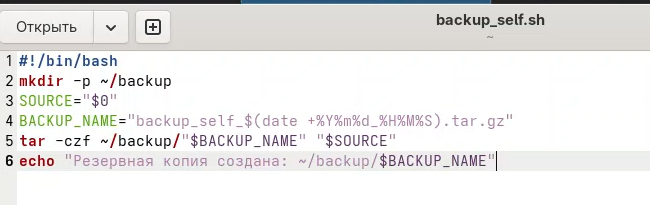 Открыть
backup_self.sh
~
1 #!/bin/bash
2 mkdir -p ~/backup
3 SOURCE="$0"
4 BACKUP_NAME="backup_self_$(date +%Y%m%d_%H%M%S).tar.gz"
5 tar -czf ~/backup/"$BACKUP_NAME" "$SOURCE"
6 echo "Резервная копия создана: ~/backup/$BACKUP_NAME"